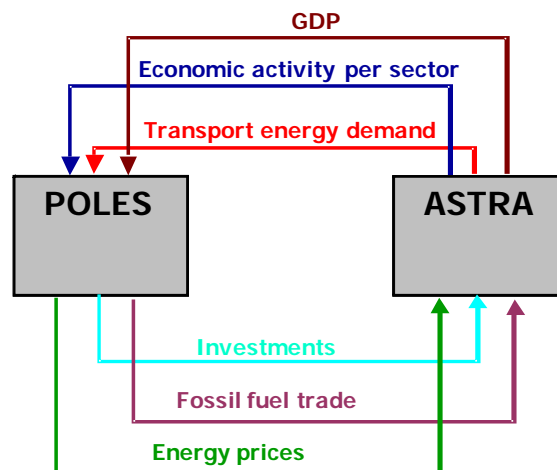 GDP
Economic activity per sector
Transport energy demand
POLES
ASTRA
Investments
Fossil fuel trade
Energy prices